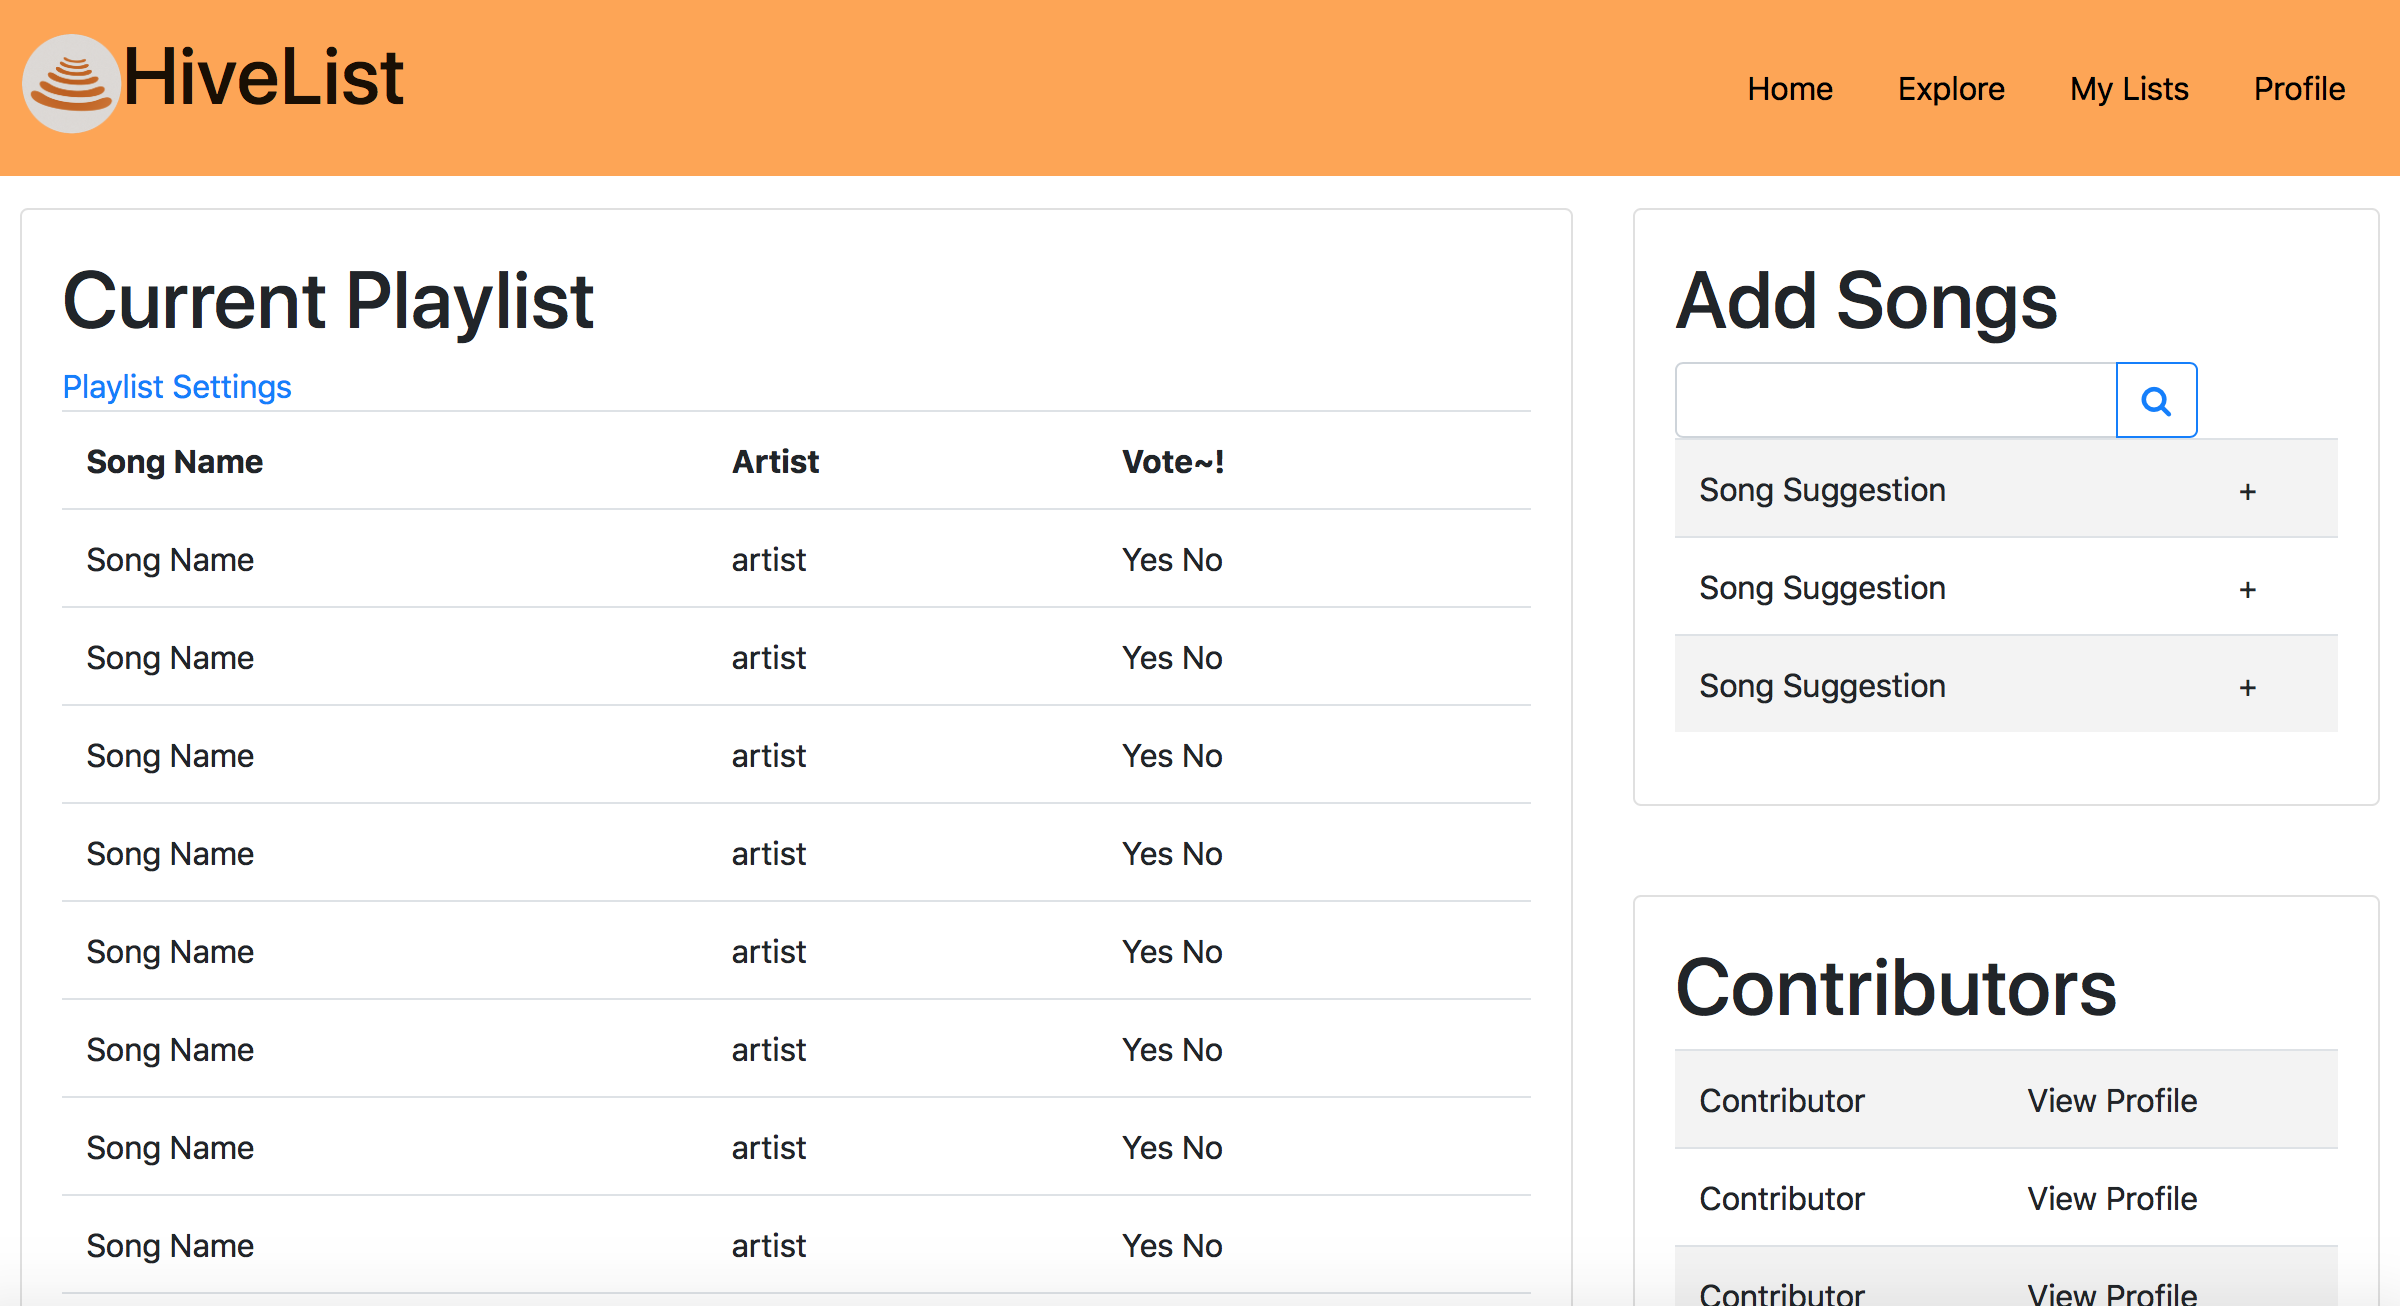 HiveList
Home Explore My Lists Profile
Current Playlist
Playlist Settings
Song Name Artist Vote~!
Song Name artist Yes No
Song Name artist Yes No
Song Name artist Yes No
Song Name artist Yes No
Song Name artist Yes No
Song Name artist Yes No
Song Name artist Yes No
Song Name artist Yes No
Add Songs
Song Suggestion +
Song Suggestion +
Song Suggestion +
Contributors
Contributor View Profile
Contributor View Profile
Contributor View Profile